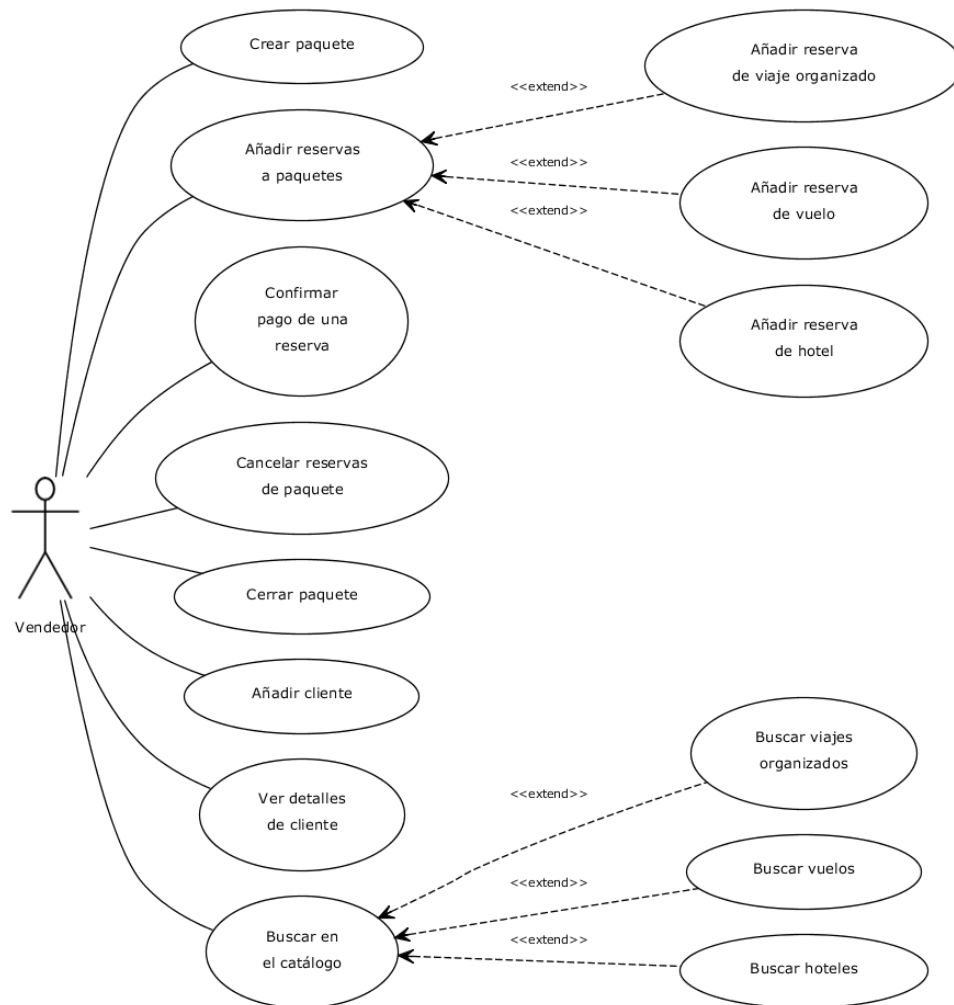 Crear paquete
Añadir reserva
de viaje organizado
<<extend>>
Añadir reservas
a paquetes
<<extend>>
Añadir reserva
de vuelo
<<extend>>
Confirmar
pago de una
reserva
Añadir reserva
de hotel
Cancelar reservas
de paquete
Cerrar paquete
Vendedor
Añadir cliente
Buscar viajes
organizados
Ver detalles
de cliente
<<extend>>
Buscar vuelos
<<extend>>
Buscar en
el catálogo
<<extend>>
Buscar hoteles